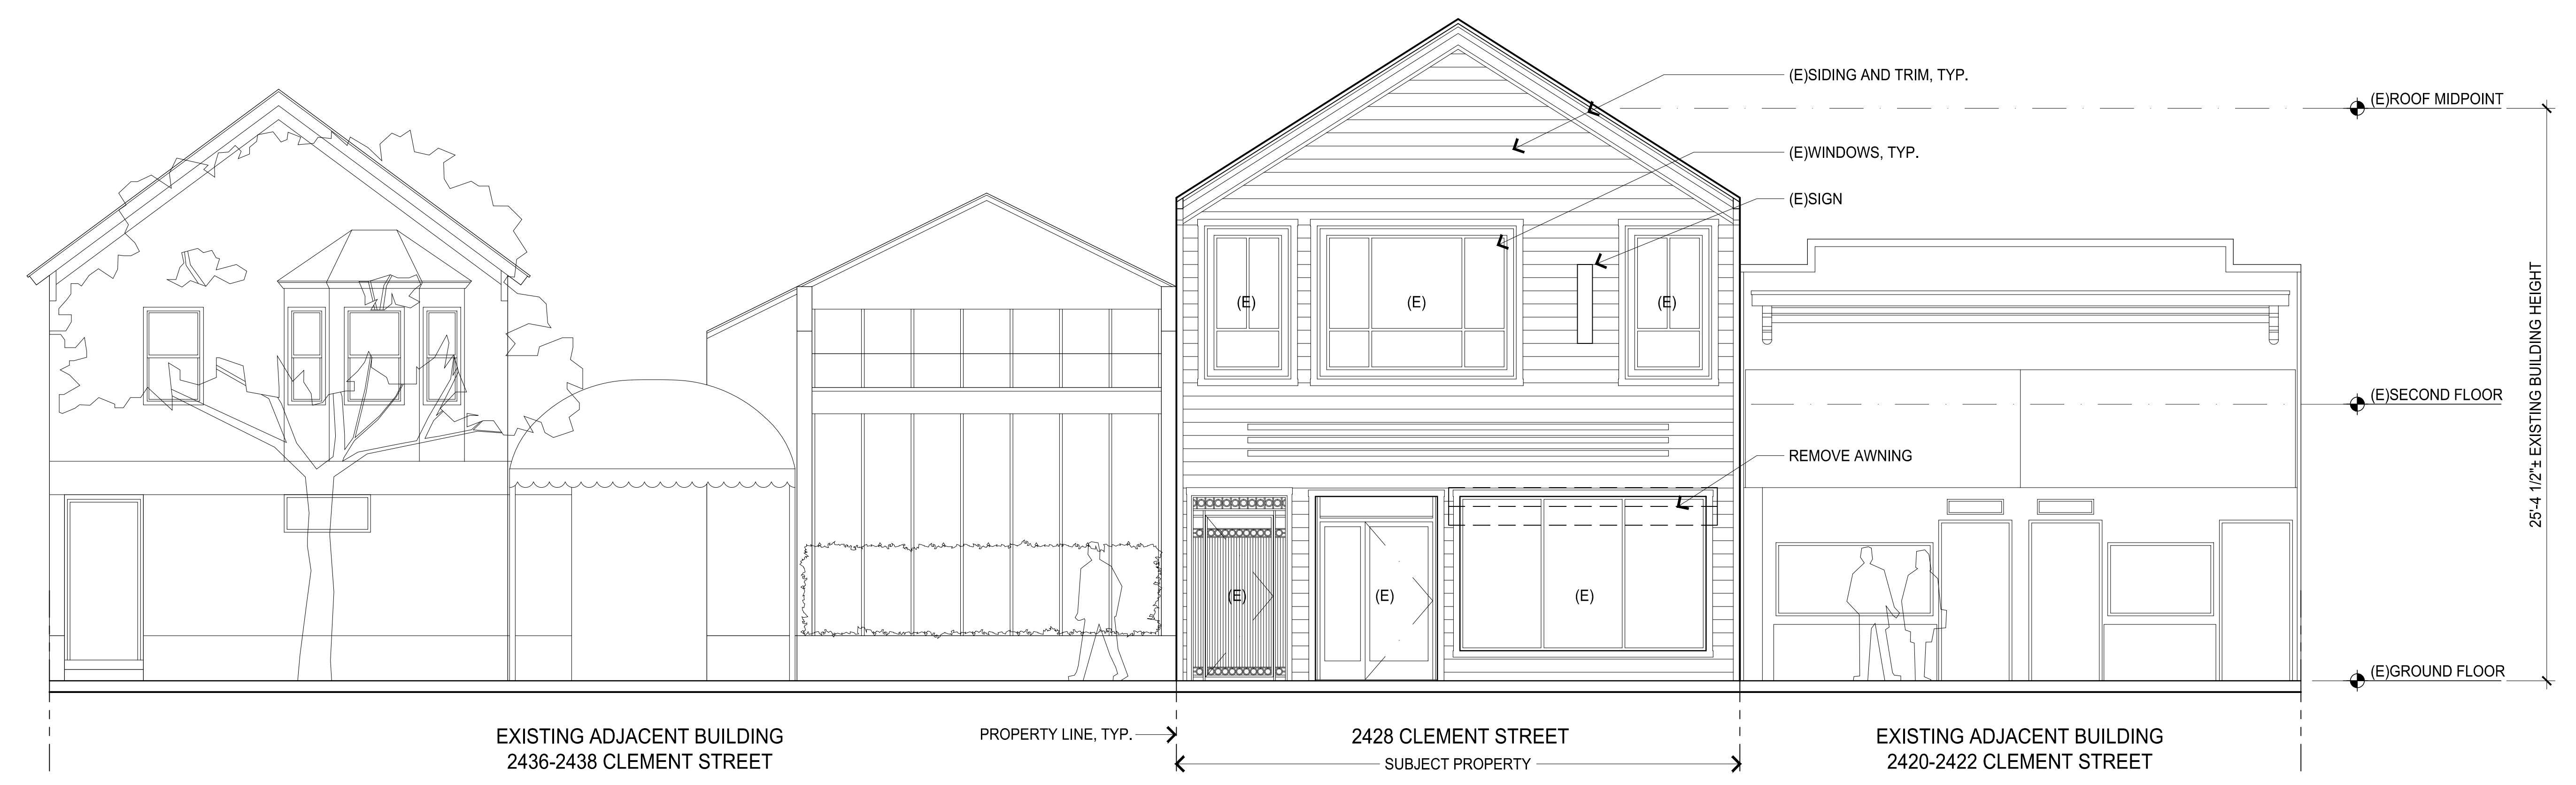 (E)SIDING AND TRIM, TYP.
(E)ROOF MIDPOINT
(E)WINDOWS, TYP.
(E)SIGN
(E)
(E)
(E)
25'-4 1/2"± EXISTING BUILDING HEIGHT
(E)SECOND FLOOR
REMOVE AWNING
(E)
(E)
(E)
(E)GROUND FLOOR
EXISTING ADJACENT BUILDING
2436-2438 CLEMENT STREET
PROPERTY LINE, TYP.
2428 CLEMENT STREET
SUBJECT PROPERTY
EXISTING ADJACENT BUILDING
2420-2422 CLEMENT STREET